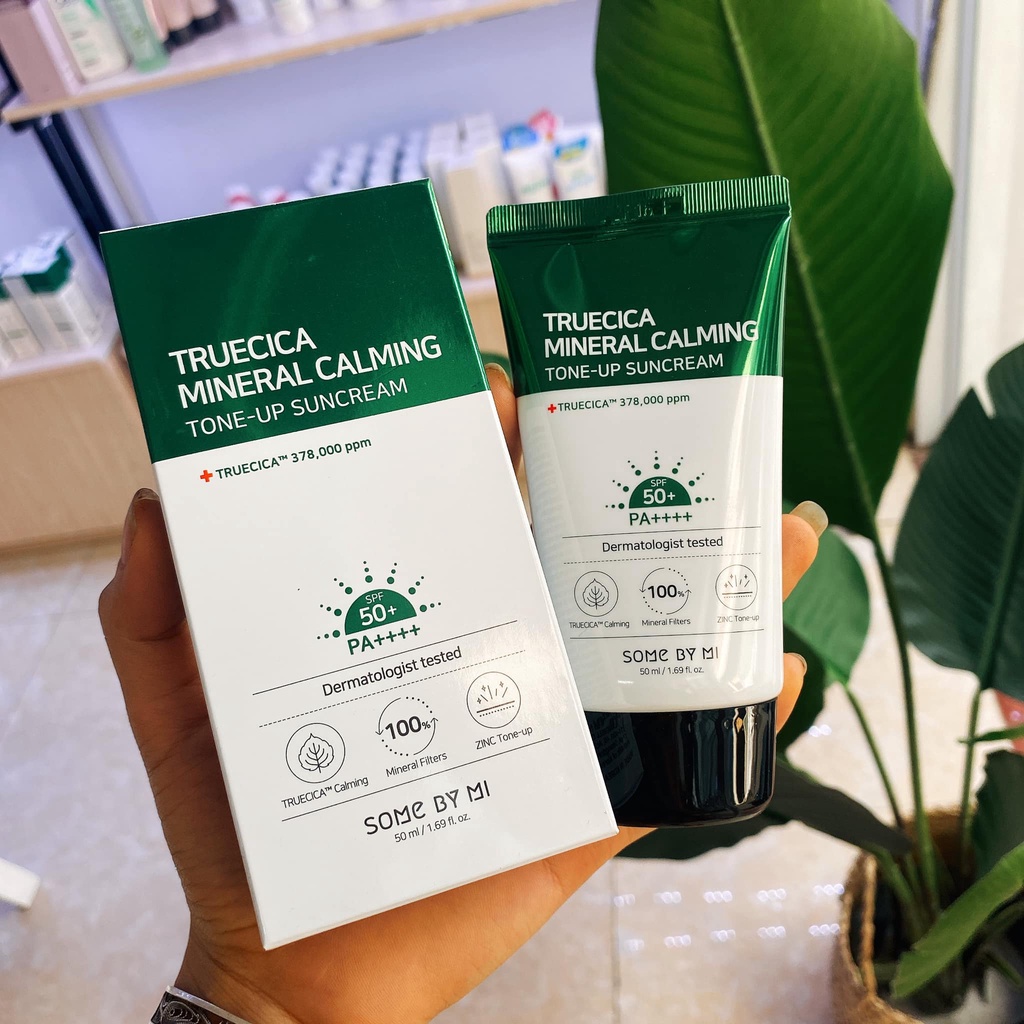 TRUECICA
MINERAL CALMING
TONE-UP SUNCREAM
TRUECICA™ 378,000 ppm
SPF
50+
PA++++
Dermatologist tested
TRUECICA™ Calming
100%
Mineral Filters
ZINC Tone-up
SOME BY MI
50 ml / 1.69 fl. oz.
TRUECICA
MINERAL CALMING
TONE-UP SUNCREAM
TRUECICA™ 378,000 ppm
SPF
50+
PA++++
Dermatologist tested
TRUECICA™ Calming
100%
Mineral Filters
ZINC Tone-up
SOME BY MI
50 ml / 1.69 fl. oz.